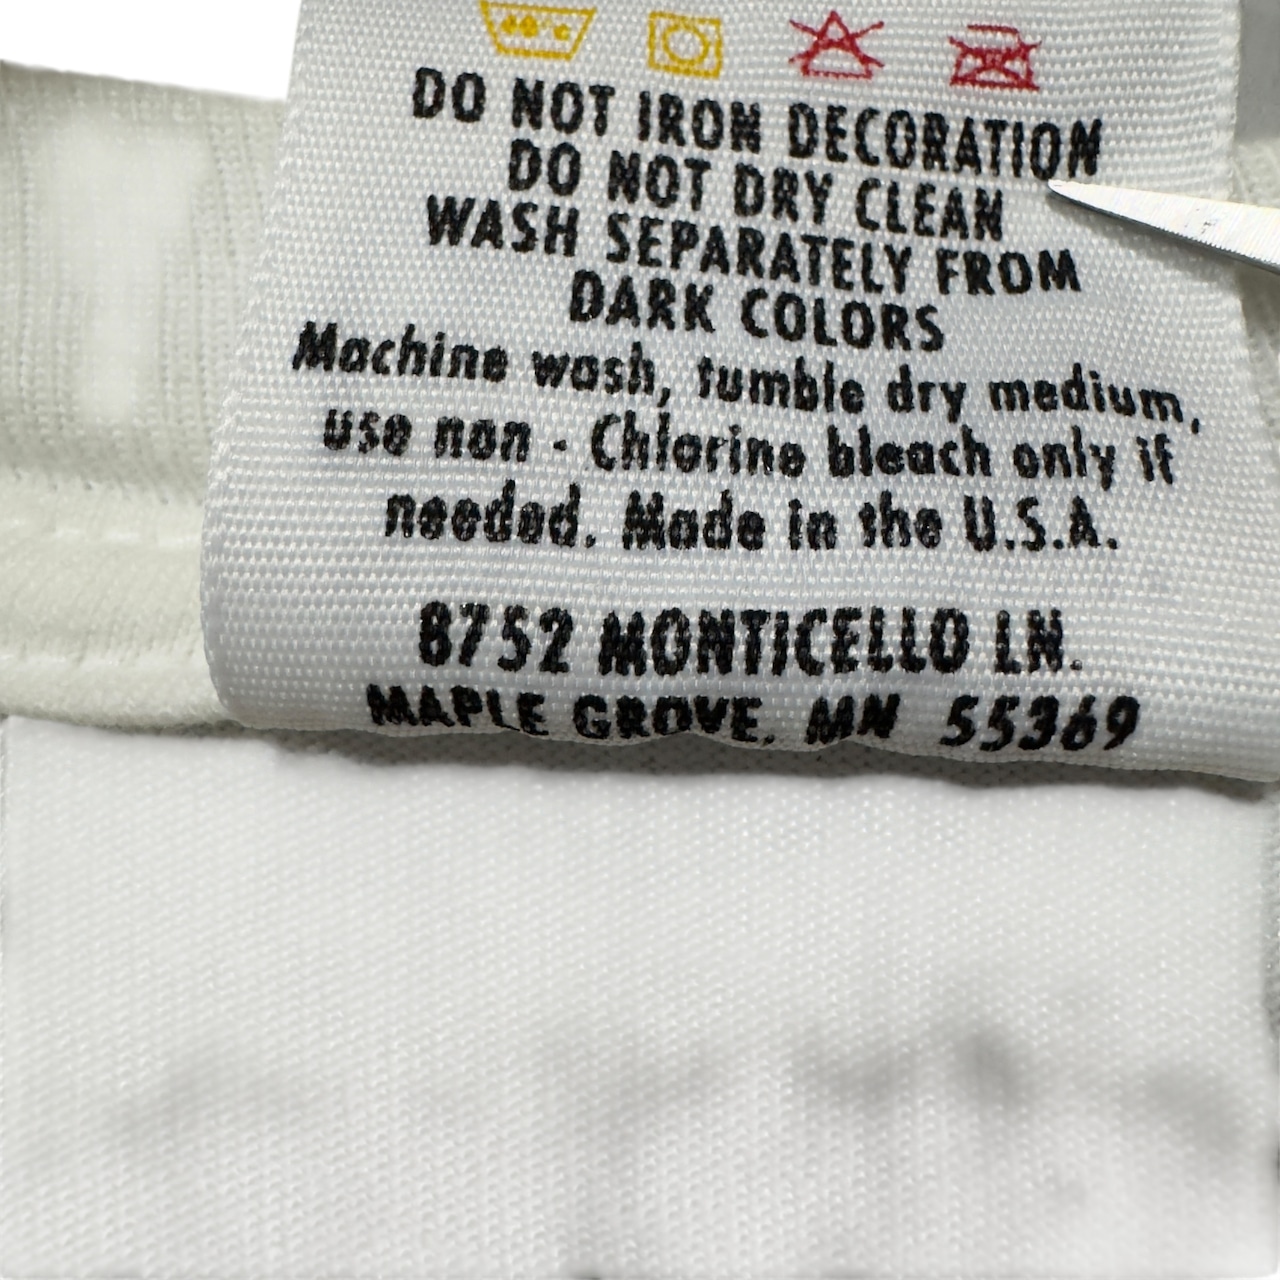 40°c
DO NOT IRON DECORATION
DO NOT DRY CLEAN
WASH SEPARATELY FROM
DARK COLORS
Machine wash, tumble dry medium,
use non - Chlorine bleach only if
needed. Made in the U.S.A.
8752 MONTICELLO LN.
MAPLE GROVE, MN 55369